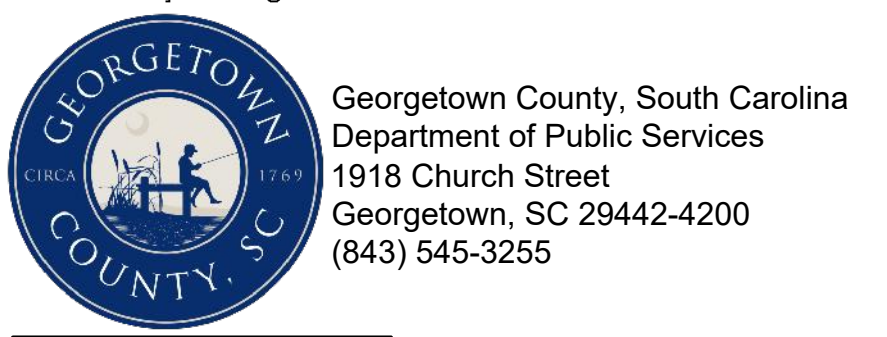 GEORGETOWN
CIRCA 1769
COUNTY, SC
Georgetown County, South Carolina
Department of Public Services
1918 Church Street
Georgetown, SC 29442-4200
(843) 545-3255